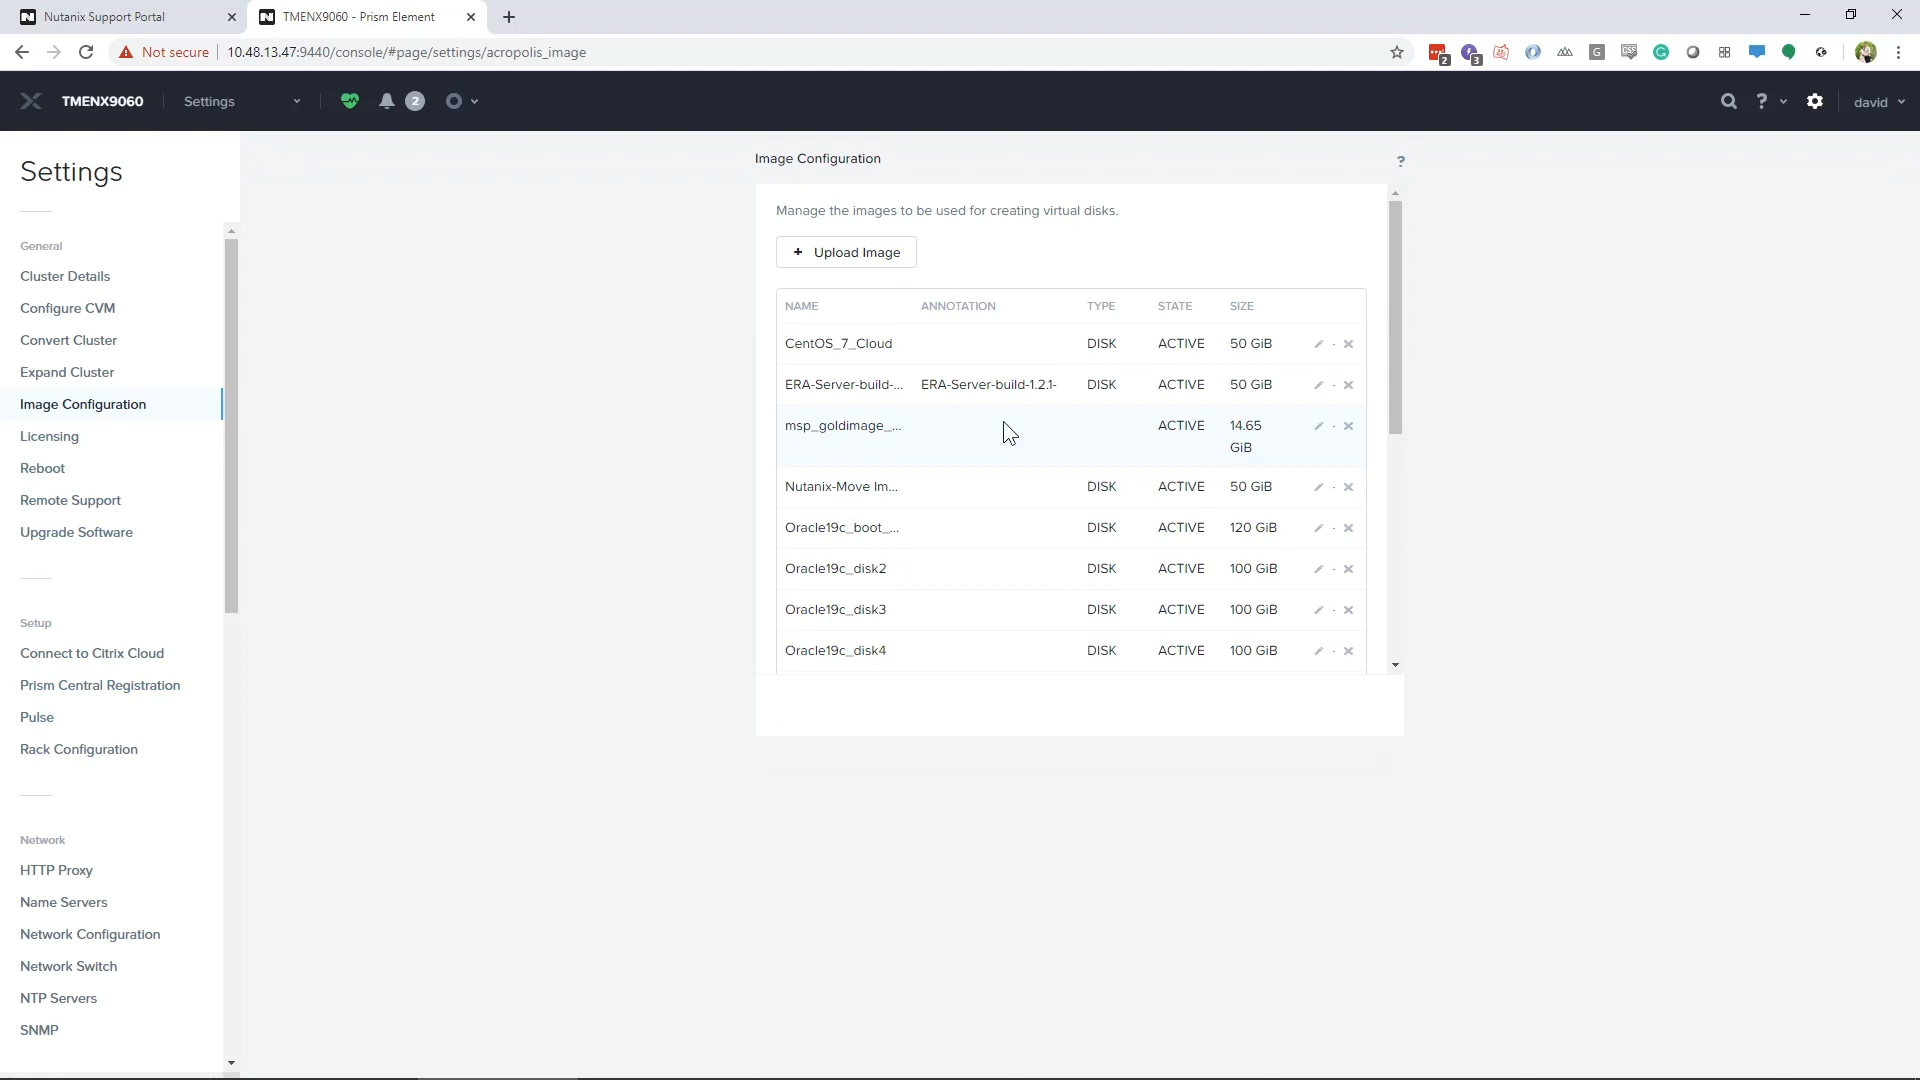 Nutanix Support Portal
TMENX9060 - Prism Element
Not secure
10.48.13.47:9440/console/#page/settings/acropolis_image
2
3
G
CSS
TMENX9060
Settings
2
?
david
Settings
General
Cluster Details
Configure CVM
Convert Cluster
Expand Cluster
Image Configuration
Licensing
Reboot
Remote Support
Upgrade Software
Setup
Connect to Citrix Cloud
Prism Central Registration
Pulse
Rack Configuration
Network
HTTP Proxy
Name Servers
Network Configuration
Network Switch
NTP Servers
SNMP
Image Configuration
?
Manage the images to be used for creating virtual disks.
+ Upload Image
NAME ANNOTATION TYPE STATE SIZE
CentOS_7_Cloud DISK ACTIVE 50 GiB
ERA-Server-build-... ERA-Server-build-1.2.1- DISK ACTIVE 50 GiB
msp_goldimage_... ACTIVE 14.65
GiB
Nutanix-Move Im... DISK ACTIVE 50 GiB
Oracle19c_boot_... DISK ACTIVE 120 GiB
Oracle19c_disk2 DISK ACTIVE 100 GiB
Oracle19c_disk3 DISK ACTIVE 100 GiB
Oracle19c_disk4 DISK ACTIVE 100 GiB